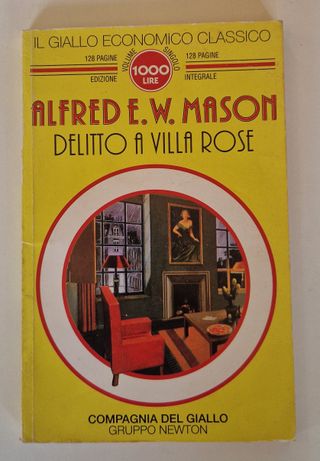 IL GIALLO ECONOMICO CLASSICO
128 PAGINE
VOLUME SINGOLO
128 PAGINE
1000
LIRE
EDIZIONE
INTEGRALE
ALFRED E. W. MASON
DELITTO A VILLA ROSE
COMPAGNIA DEL GIALLO
GRUPPO NEWTON